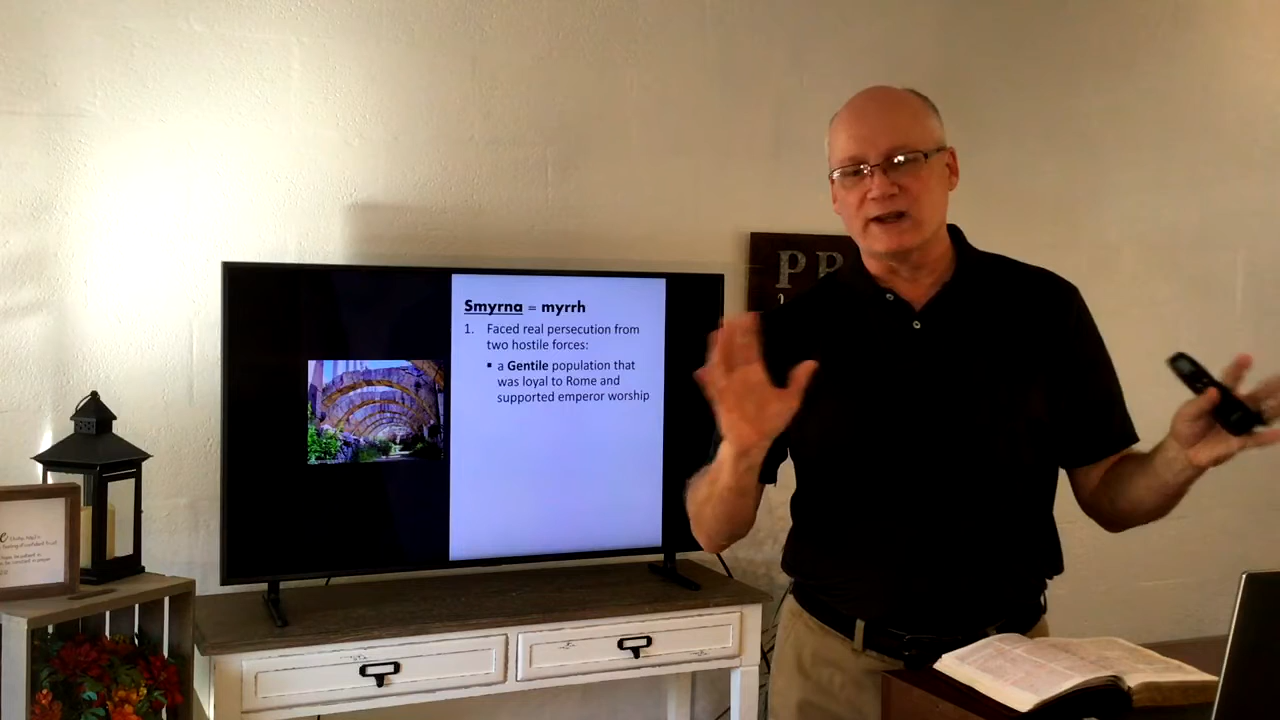 Smyrna = myrrh
1. Faced real persecution from
two hostile forces:
▪ a Gentile population that
was loyal to Rome and
supported emperor worship
PR